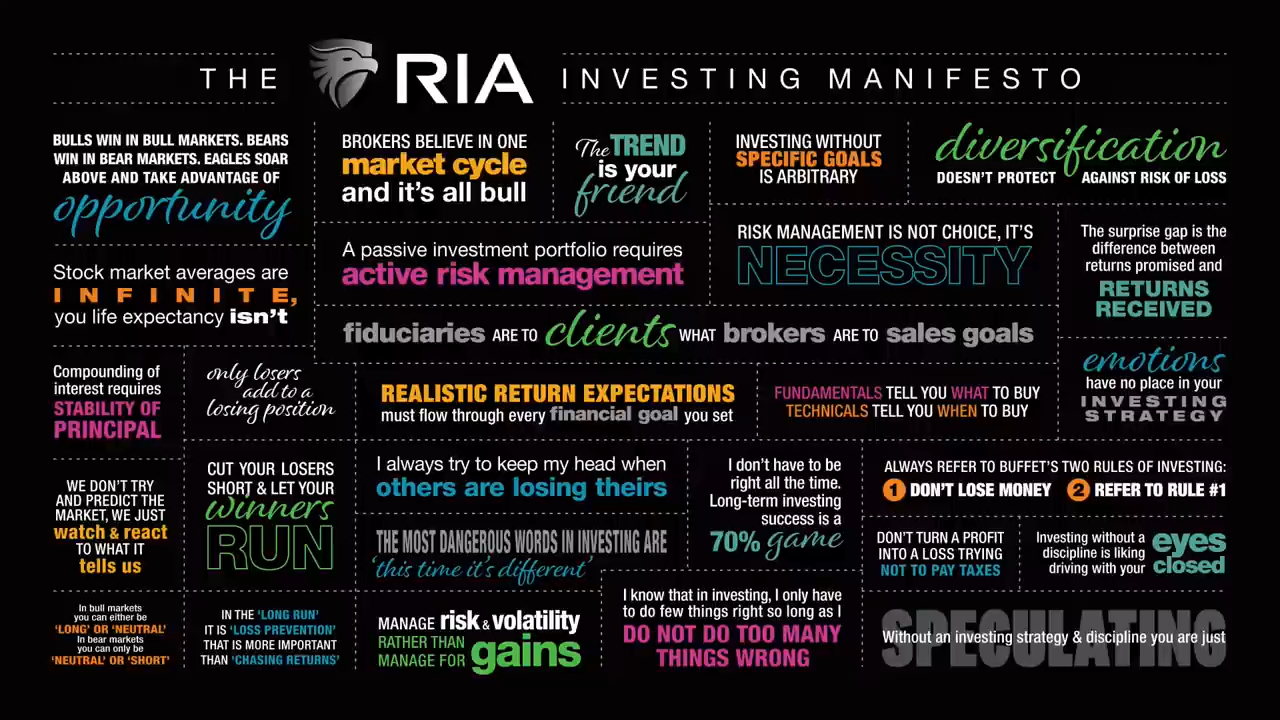 THE RIA INVESTING MANIFESTO
BULLS WIN IN BULL MARKETS. BEARS
WIN IN BEAR MARKETS. EAGLES SOAR
ABOVE AND TAKE ADVANTAGE OF
opportunity
BROKERS BELIEVE IN ONE
market cycle
and it's all bull
The TREND
is your
friend
INVESTING WITHOUT
SPECIFIC GOALS
IS ARBITRARY
diversification
DOESN'T PROTECT AGAINST RISK OF LOSS
Stock market averages are
INFINITE,
you life expectancy isn't
A passive investment portfolio requires
active risk management
RISK MANAGEMENT IS NOT CHOICE, IT'S
NECESSITY
The surprise gap is the
difference between
returns promised and
RETURNS
RECEIVED
fiduciaries ARE TO clients WHAT brokers ARE TO sales goals
Compounding of
interest requires
STABILITY OF
PRINCIPAL
only losers
add to a
losing position
REALISTIC RETURN EXPECTATIONS
must flow through every financial goal you set
FUNDAMENTALS TELL YOU WHAT TO BUY
TECHNICALS TELL YOU WHEN TO BUY
emotions
have no place in your
INVESTING
STRATEGY
WE DON'T TRY
AND PREDICT THE
MARKET, WE JUST
watch & react
TO WHAT IT
tells us
CUT YOUR LOSERS
SHORT & LET YOUR
winners
RUN
I always try to keep my head when
others are losing theirs
THE MOST DANGEROUS WORDS IN INVESTING ARE
'this time it's different'
I don't have to be
right all the time.
Long-term investing
success is a
70% game
ALWAYS REFER TO BUFFET'S TWO RULES OF INVESTING:
1 DON'T LOSE MONEY 2 REFER TO RULE #1
DON'T TURN A PROFIT
INTO A LOSS TRYING
NOT TO PAY TAXES
Investing without a
discipline is liking
driving with your
eyes
closed
In bull markets
you can either be
'LONG' OR 'NEUTRAL'
In bear markets
you can only be
'NEUTRAL' OR 'SHORT'
IN THE 'LONG RUN'
IT IS 'LOSS PREVENTION'
THAT IS MORE IMPORTANT
THAN 'CHASING RETURNS'
MANAGE risk & volatility
RATHER THAN
MANAGE FOR
gains
I know that in investing, I only have
to do few things right so long as I
DO NOT DO TOO MANY
THINGS WRONG
Without an investing strategy & discipline you are just
SPECULATING